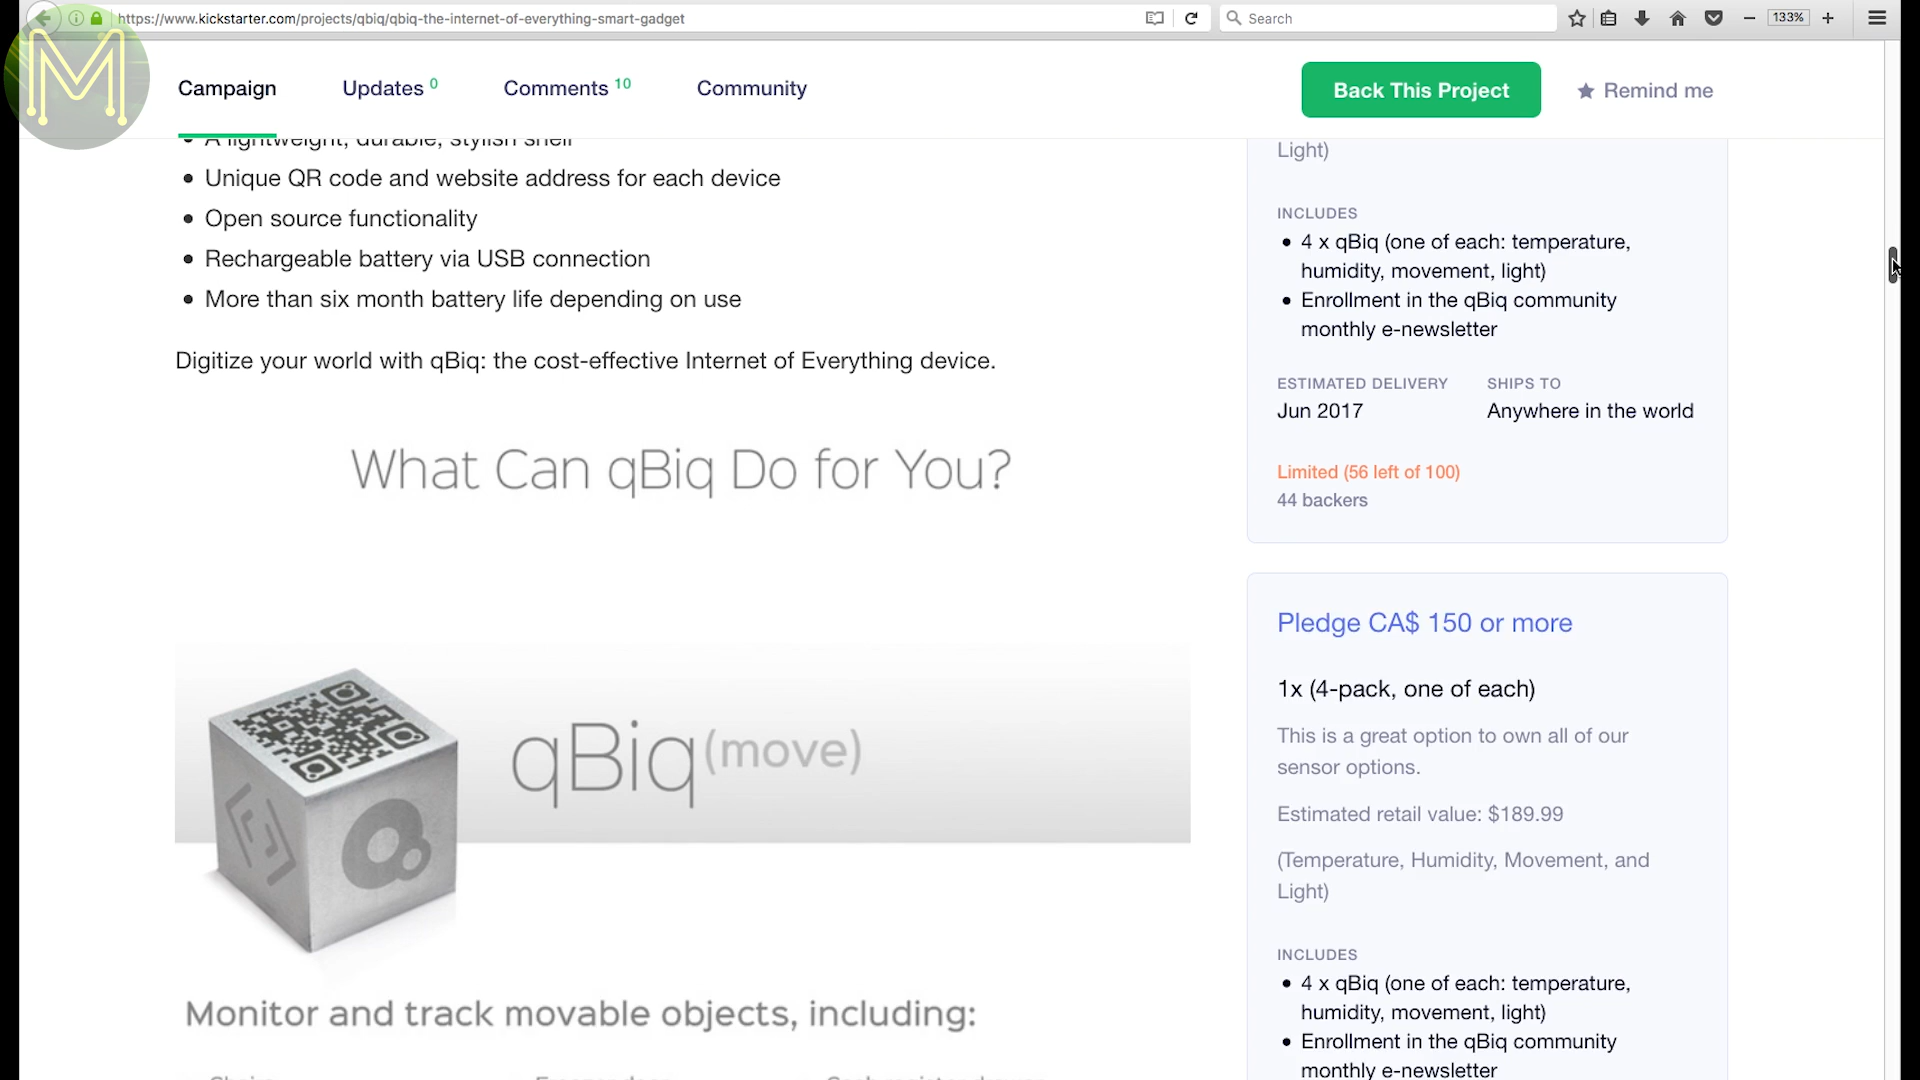 https://www.kickstarter.com/projects/qbiq/qbiq-the-internet-of-everything-smart-gadget
Search
133%
M
Campaign
Updates 0
Comments 10
Community
Back This Project
Remind me
A lightweight, durable, stylish shell
Unique QR code and website address for each device
Open source functionality
Rechargeable battery via USB connection
More than six month battery life depending on use
Digitize your world with qBiq: the cost-effective Internet of Everything device.
What Can qBiq Do for You?
qBiq (move)
Monitor and track movable objects, including:
Light)
INCLUDES
4 x qBiq (one of each: temperature,
humidity, movement, light)
Enrollment in the qBiq community
monthly e-newsletter
ESTIMATED DELIVERY
Jun 2017
SHIPS TO
Anywhere in the world
Limited (56 left of 100)
44 backers
Pledge CA$ 150 or more
1x (4-pack, one of each)
This is a great option to own all of our
sensor options.
Estimated retail value: $189.99
(Temperature, Humidity, Movement, and
Light)
INCLUDES
4 x qBiq (one of each: temperature,
humidity, movement, light)
Enrollment in the qBiq community
monthly e-newsletter